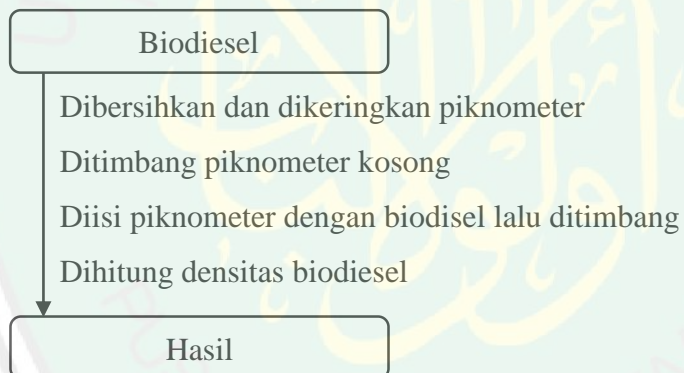 Biodiesel
Dibersihkan dan dikeringkan piknometer
Ditimbang piknometer kosong
Diisi piknometer dengan biodisel lalu ditimbang
Dihitung densitas biodiesel
Hasil